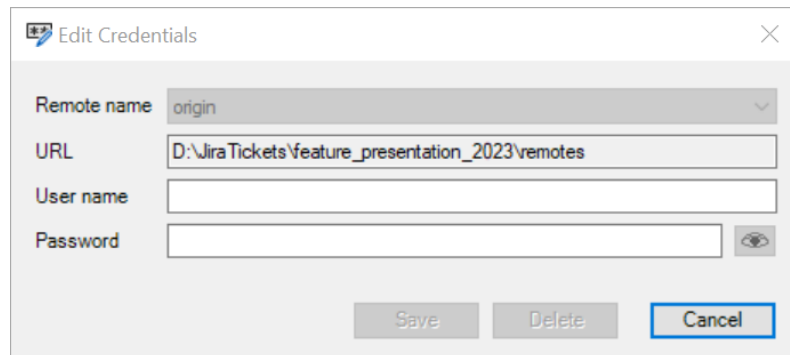 Edit Credentials
Remote name origin
URL D:\JiraTickets\feature_presentation_2023\remotes
User name
Password
Save Delete Cancel